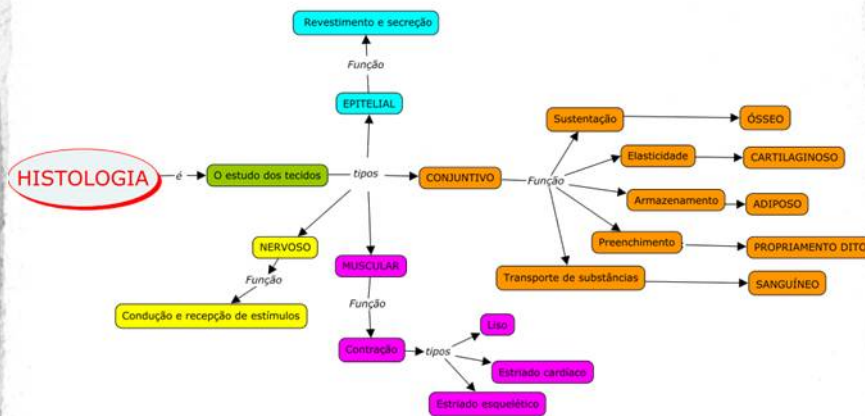 Revestimento e secreção
Função
EPITELIAL
HISTOLOGIA
é
O estudo dos tecidos
tipos
CONJUNTIVO
Função
Sustentação
ÓSSEO
Elasticidade
CARTILAGINOSO
Armazenamento
ADIPOSO
Preenchimento
PROPRIAMENTO DITO
Transporte de substâncias
SANGUÍNEO
NERVOSO
Função
Condução e recepção de estímulos
MUSCULAR
Função
Contração
tipos
Liso
Estriado cardíaco
Estriado esquelético